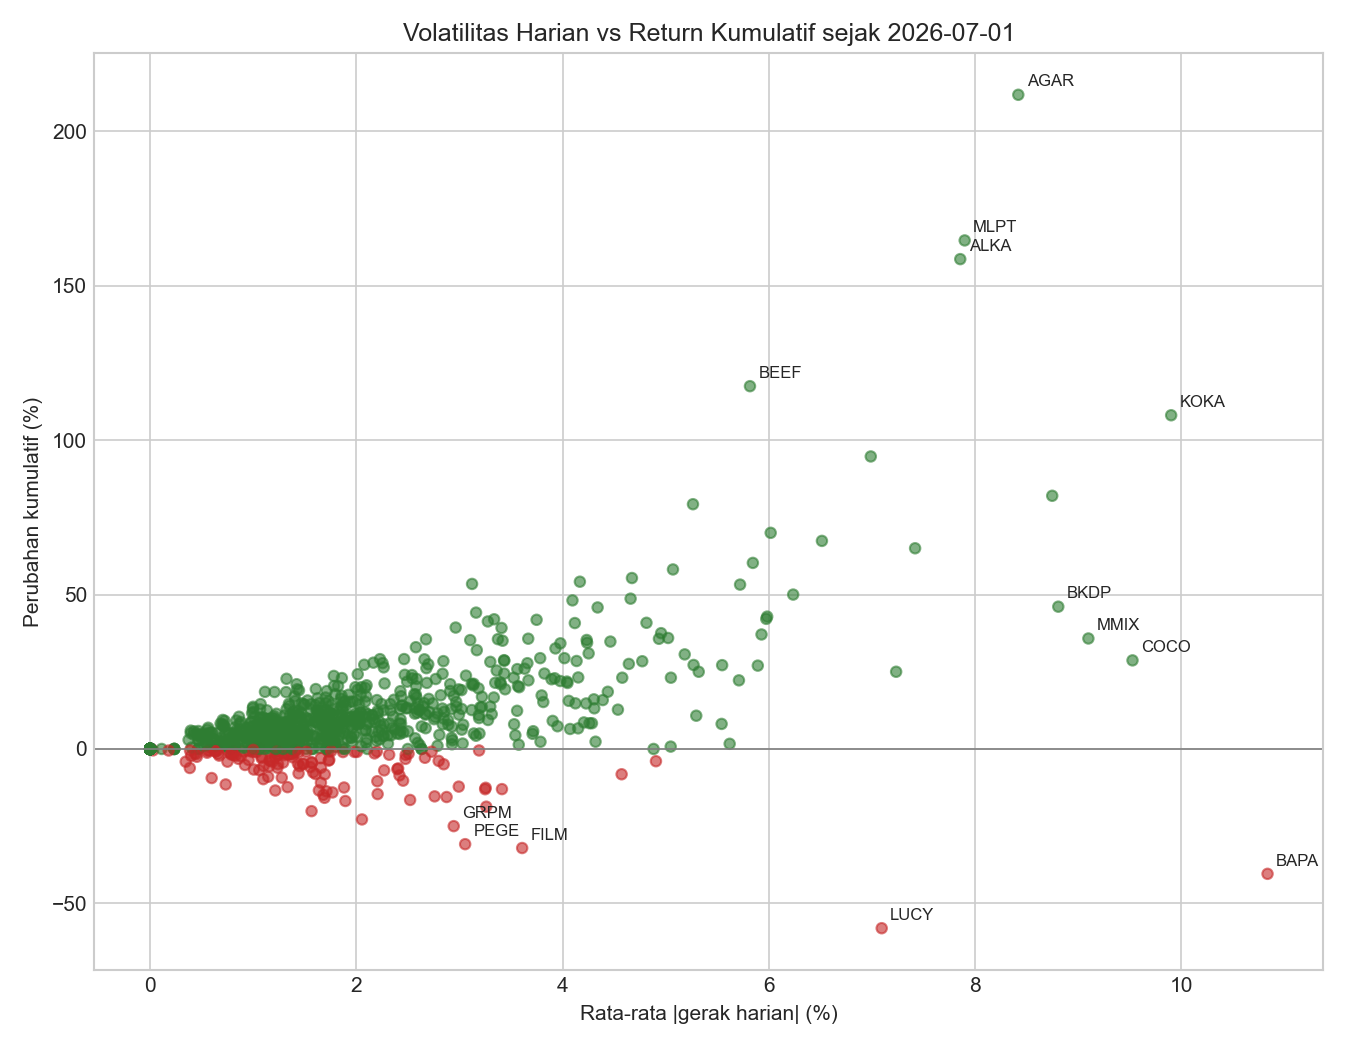 Volatilitas Harian vs Return Kumulatif sejak 2026-07-01
AGAR
200
MLPT
ALKA
150
BEEF
KOKA
100
BKDP
50
MMIX
COCO
0
GRPM
PEGE
FILM
BAPA
−50
LUCY
Perubahan kumulatif (%)
0 2 4 6 8 10
Rata-rata |gerak harian| (%)